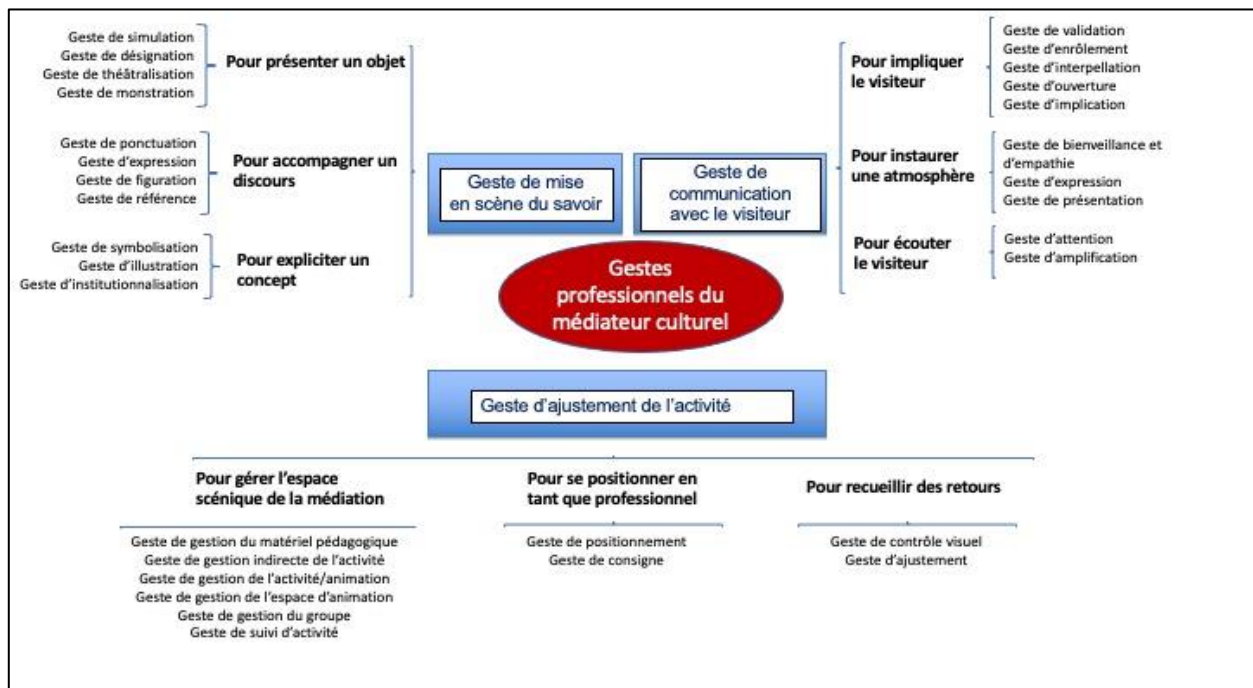 Geste de simulation
Geste de désignation
Geste de théâtralisation
Geste de monstration
Pour présenter un objet
Geste de ponctuation
Geste d'expression
Geste de figuration
Geste de référence
Pour accompagner un
discours
Geste de symbolisation
Geste d'illustration
Geste d'institutionnalisation
Pour expliciter un
concept
Geste de mise
en scène du savoir
Geste de
communication
avec le visiteur
Pour impliquer
le visiteur
Geste de validation
Geste d'enrôlement
Geste d'interpellation
Geste d'ouverture
Geste d'implication
Pour instaurer
une atmosphère
Geste de bienveillance et
d'empathie
Geste d'expression
Geste de présentation
Pour écouter
le visiteur
Geste d'attention
Geste d'amplification
Gestes
professionnels du
médiateur culturel
Geste d'ajustement de l'activité
Pour gérer l'espace
scénique de la médiation
Geste de gestion du matériel pédagogique
Geste de gestion indirecte de l'activité
Geste de gestion de l'activité/animation
Geste de gestion de l'espace d'animation
Geste de gestion du groupe
Geste de suivi d'activité
Pour se positionner en
tant que professionnel
Geste de positionnement
Geste de consigne
Pour recueillir des retours
Geste de contrôle visuel
Geste d'ajustement